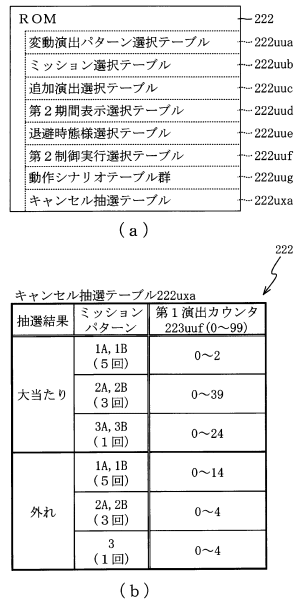 ROM 222
変動演出パターン選択テーブル 222uua
ミッション選択テーブル 222uub
追加演出選択テーブル 222uuc
第2期間表示選択テーブル 222uud
退避時態様選択テーブル 222uue
第2制御実行選択テーブル 222uuf
動作シナリオテーブル群 222uug
キャンセル抽選テーブル 222uxa
(a)
222
キャンセル抽選テーブル222uxa
抽選結果 ミッションパターン 第1演出カウンタ223uuf(0～99)
大当たり 1A,1B(5回) 0～2
2A,2B(3回) 0～39
3A,3B(1回) 0～24
外れ 1A,1B(5回) 0～14
2A,2B(3回) 0～4
3(1回) 0～4
(b)